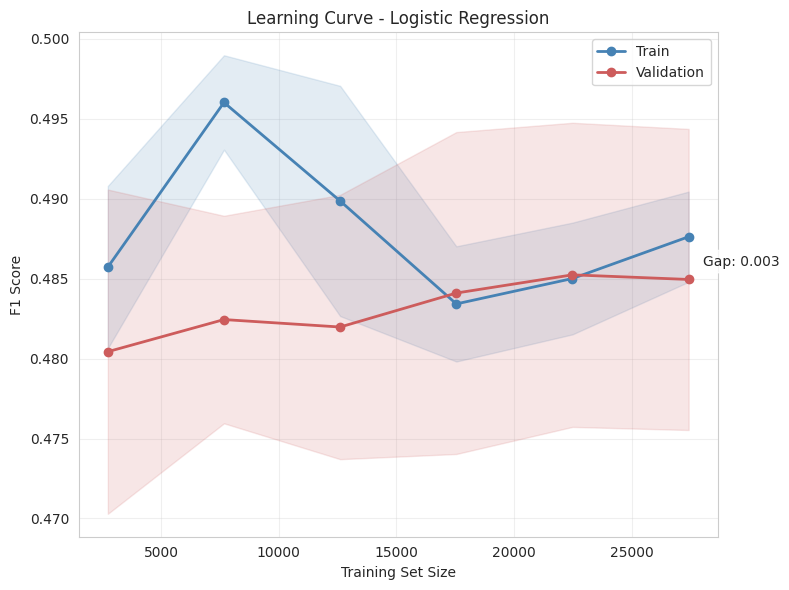 Learning Curve - Logistic Regression
Train
Validation
0.500
0.495
0.490
0.485
0.480
0.475
0.470
F1 Score
Gap: 0.003
5000
10000
15000
20000
25000
Training Set Size